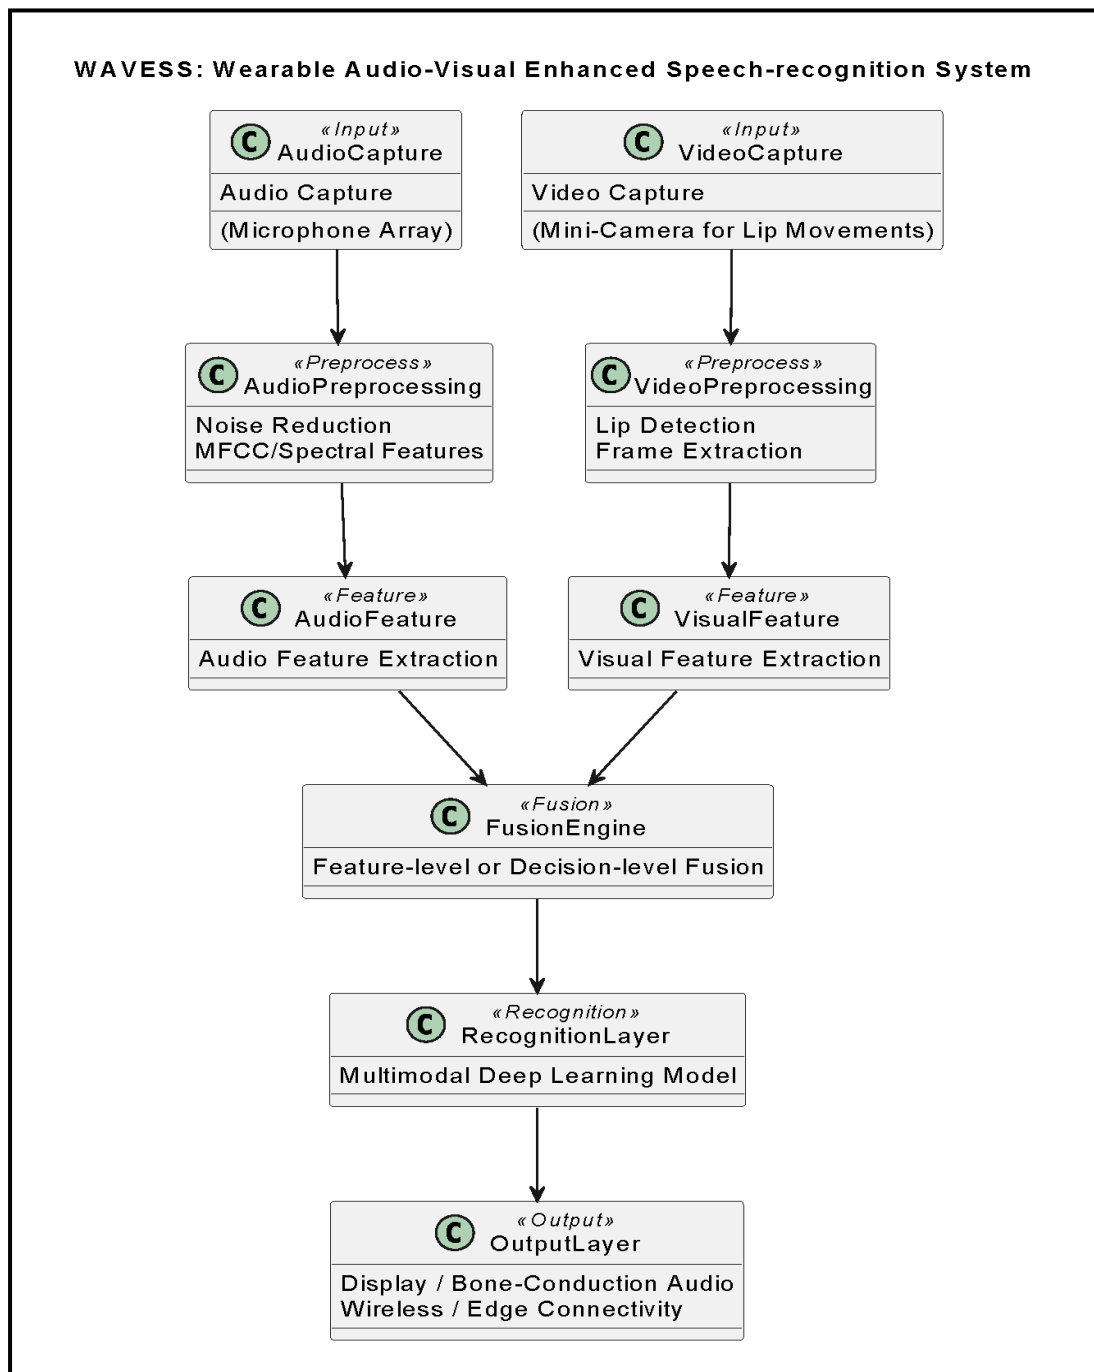 WAVESS: Wearable Audio-Visual Enhanced Speech-recognition System
C
«Input»
AudioCapture
Audio Capture
(Microphone Array)
C
«Input»
VideoCapture
Video Capture
(Mini-Camera for Lip Movements)
C
«Preprocess»
AudioPreprocessing
Noise Reduction
MFCC/Spectral Features
C
«Preprocess»
VideoPreprocessing
Lip Detection
Frame Extraction
C
«Feature»
AudioFeature
Audio Feature Extraction
C
«Feature»
VisualFeature
Visual Feature Extraction
C
«Fusion»
FusionEngine
Feature-level or Decision-level Fusion
C
«Recognition»
RecognitionLayer
Multimodal Deep Learning Model
C
«Output»
OutputLayer
Display / Bone-Conduction Audio
Wireless / Edge Connectivity